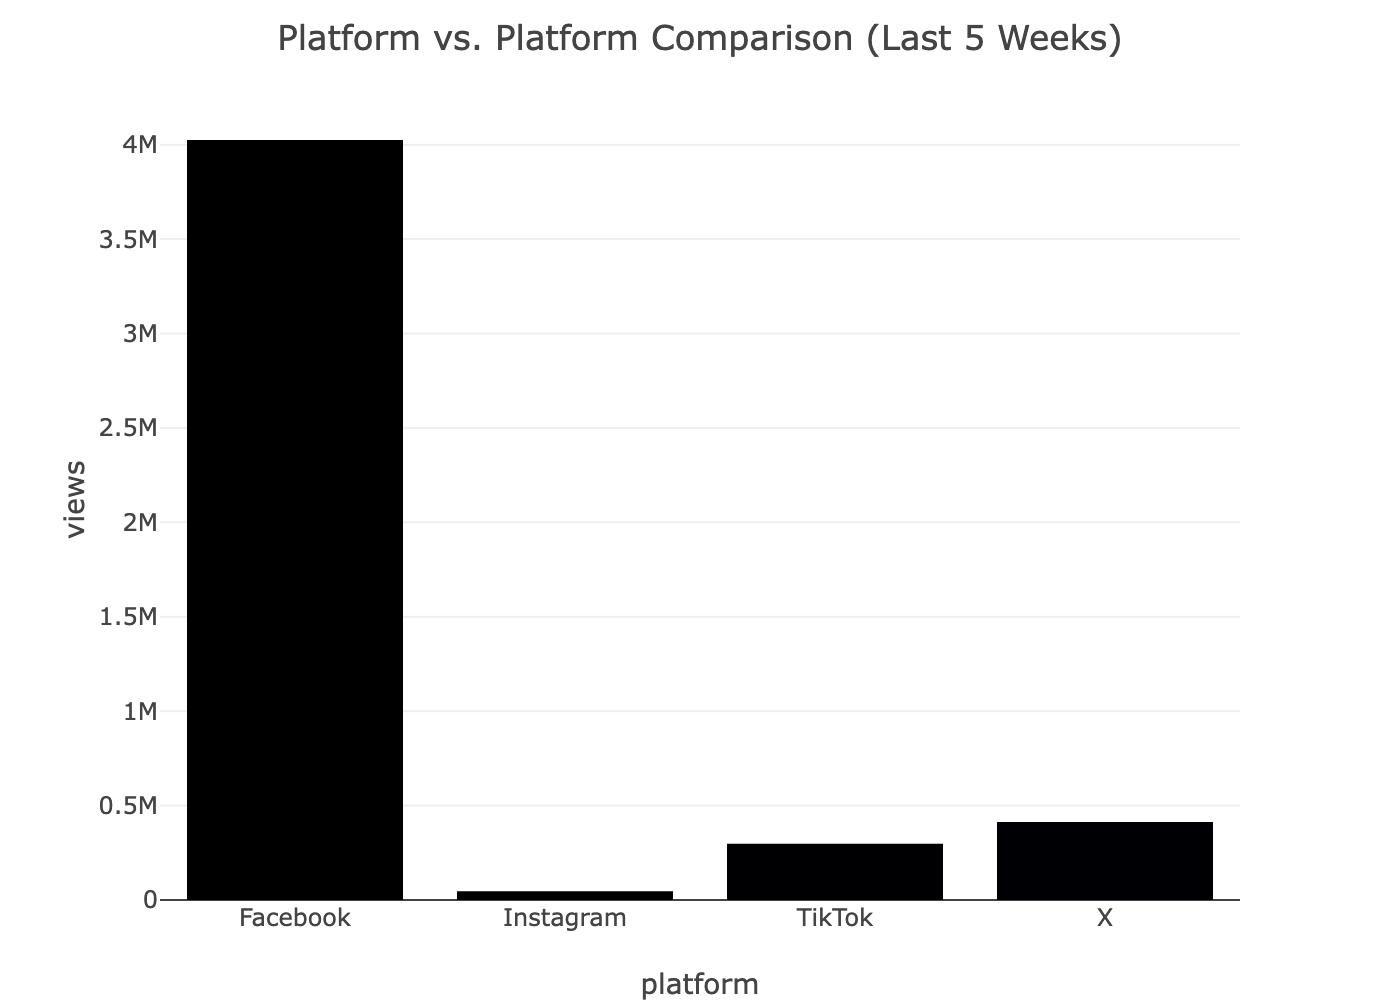 Platform vs. Platform Comparison (Last 5 Weeks)
4M
3.5M
3M
2.5M
2M
1.5M
1M
0.5M
0
views
Facebook Instagram TikTok X
platform